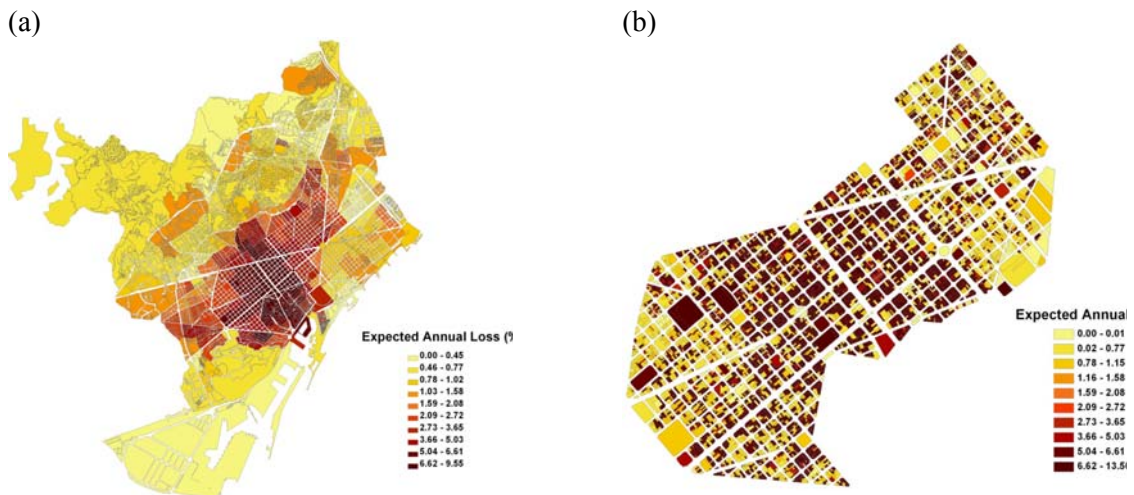 (a)
(b)
Expected Annual Loss (%
0.00 - 0.45
0.46 - 0.77
0.78 - 1.02
1.03 - 1.58
1.59 - 2.08
2.09 - 2.72
2.73 - 3.65
3.66 - 5.03
5.04 - 6.61
6.62 - 9.55
Expected Annual
0.00 - 0.01
0.02 - 0.77
0.78 - 1.15
1.16 - 1.58
1.59 - 2.08
2.09 - 2.72
2.73 - 3.65
3.66 - 5.03
5.04 - 6.61
6.62 - 13.50